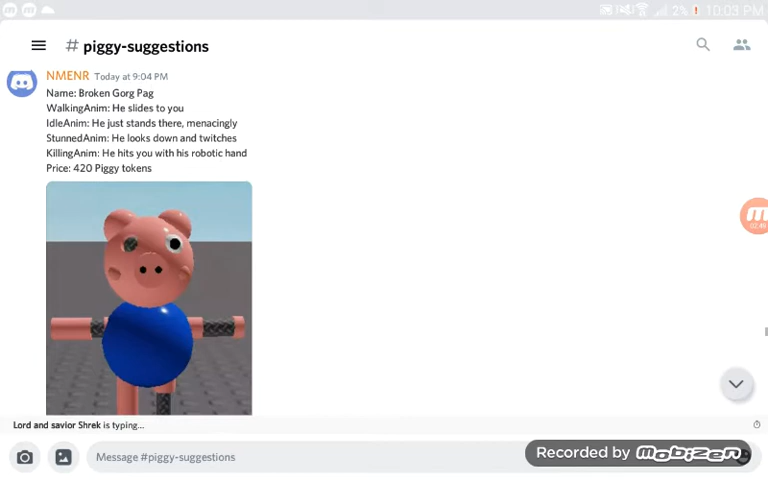 2% 10:03 PM
# piggy-suggestions
NMENR Today at 9:04 PM
Name: Broken Gorg Pag
WalkingAnim: He slides to you
IdleAnim: He just stands there, menacingly
StunnedAnim: He looks down and twitches
KillingAnim: He hits you with his robotic hand
Price: 420 Piggy tokens
Lord and savior Shrek is typing...
Message #piggy-suggestions
Recorded by mobizen